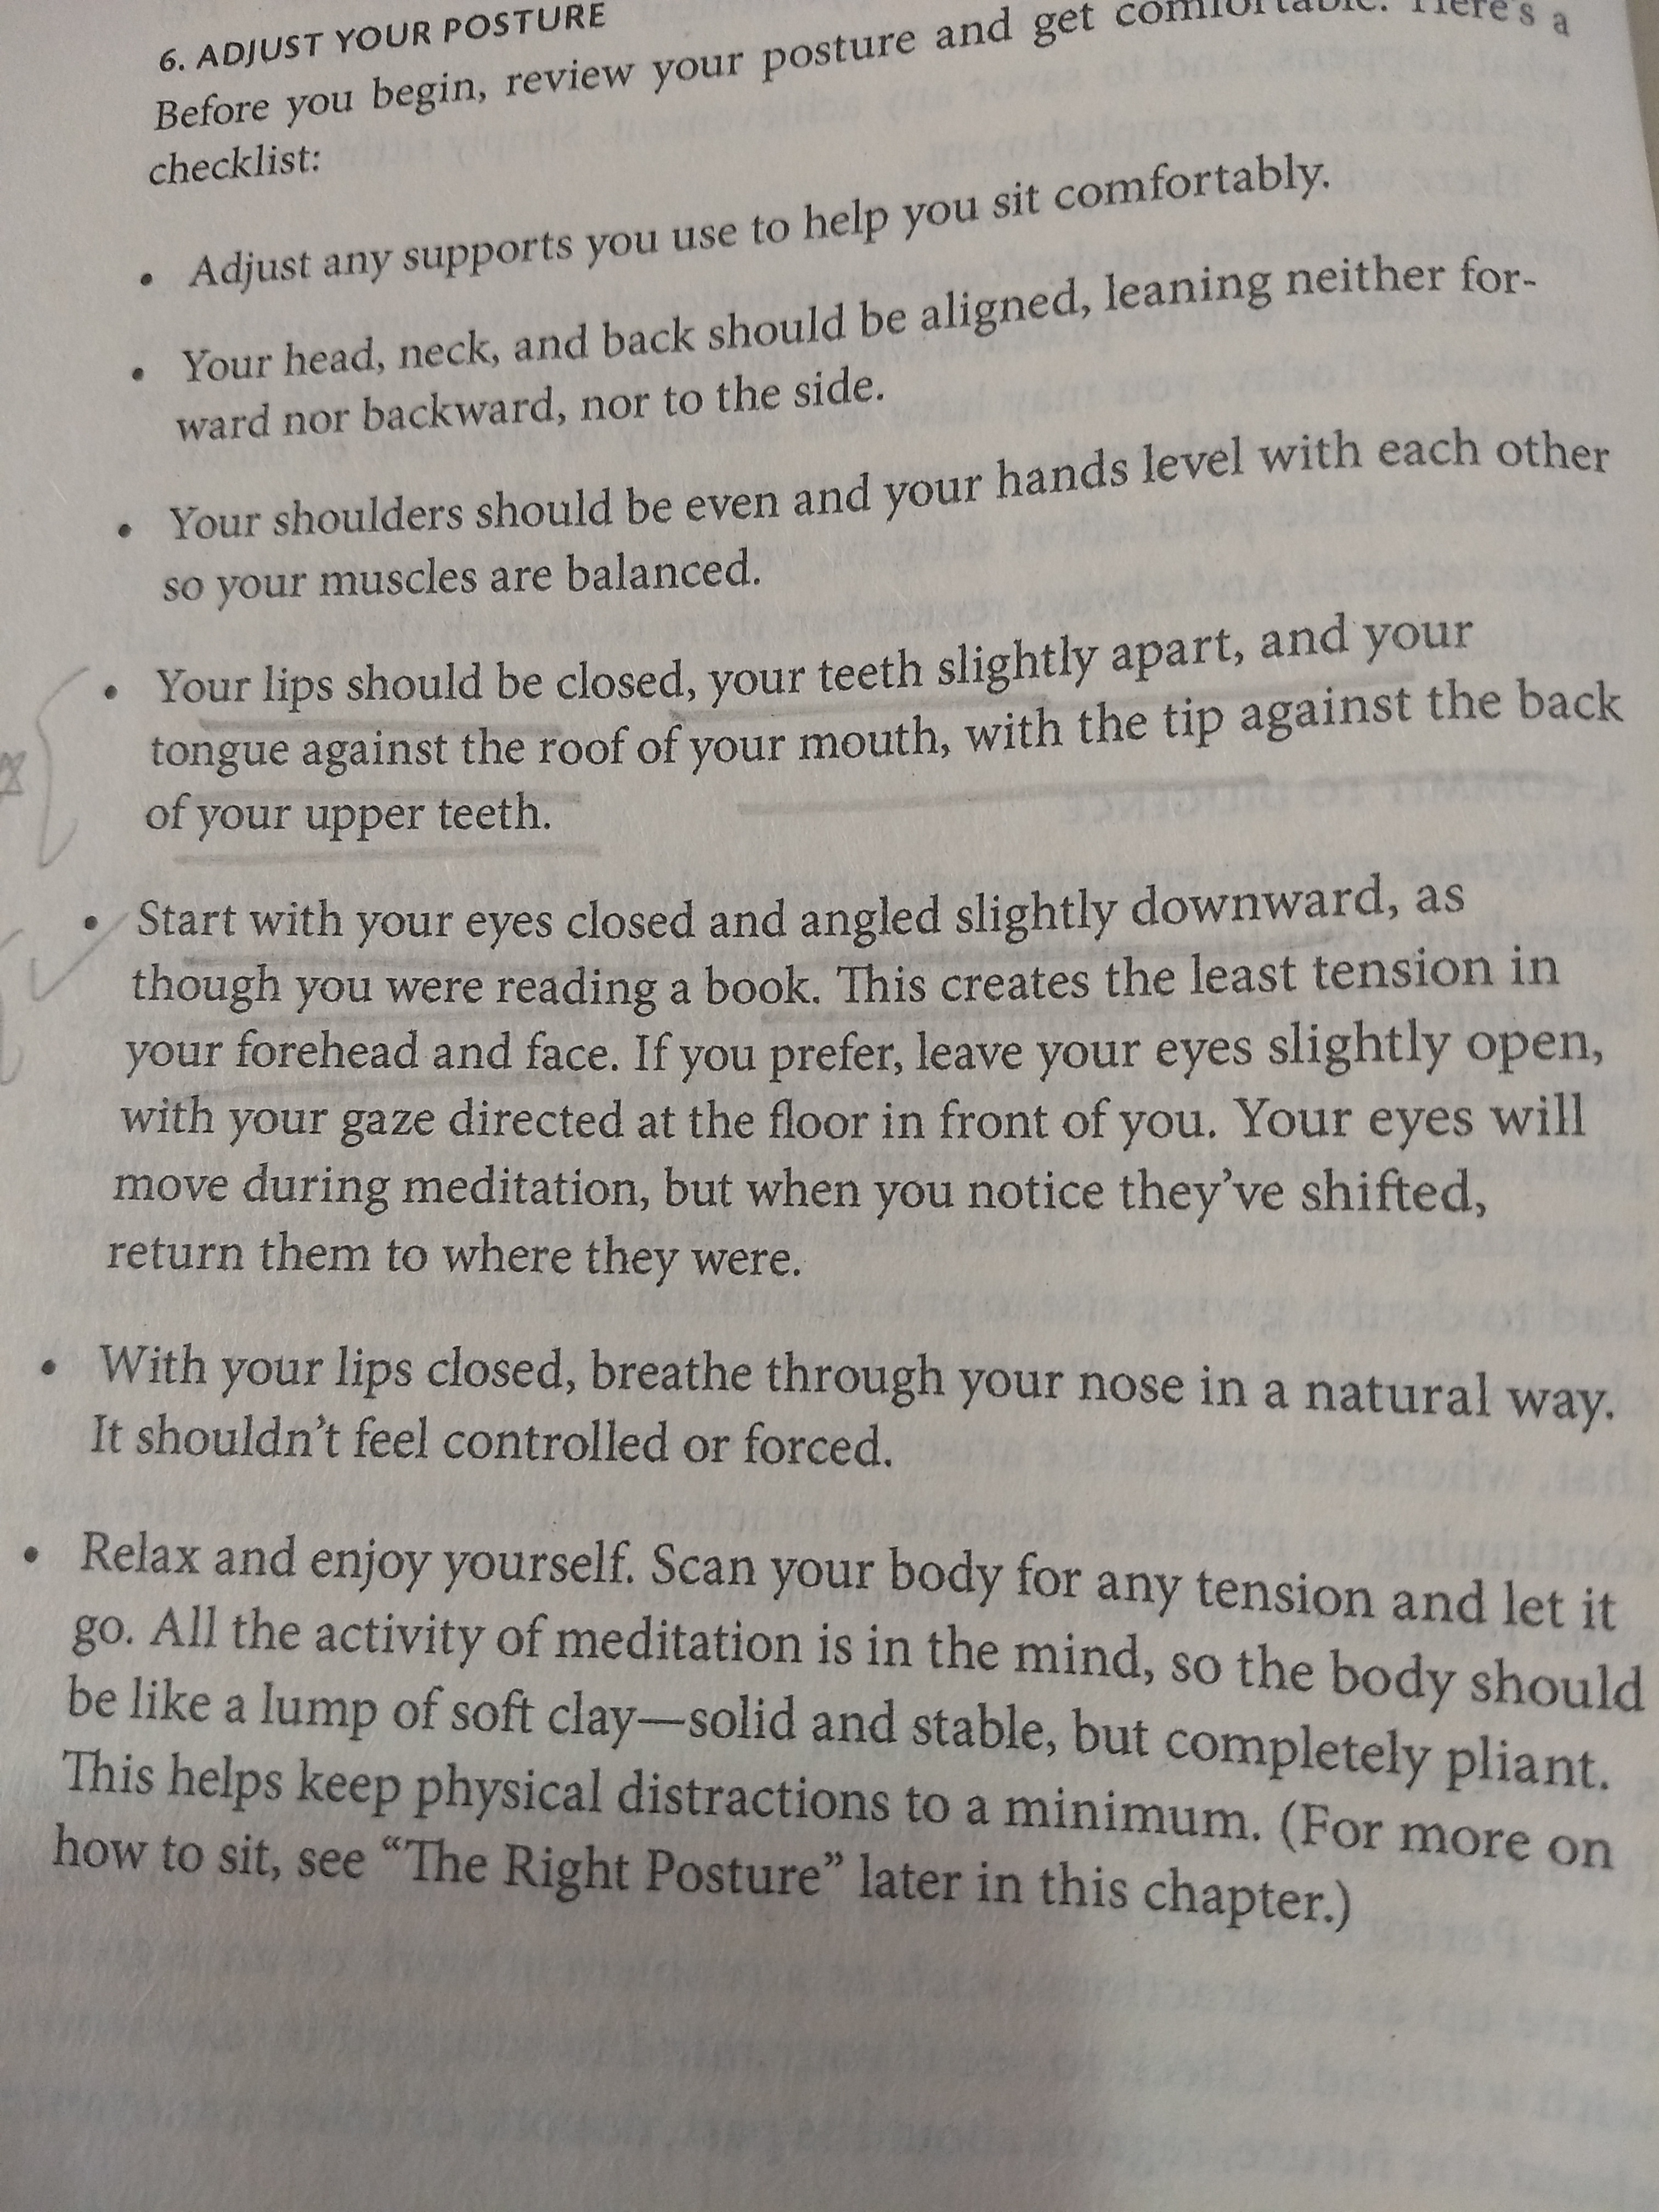 6. ADJUST YOUR POSTURE
Before you begin, review your posture and get comfortable. Here's a
checklist:
• Adjust any supports you use to help you sit comfortably.
• Your head, neck, and back should be aligned, leaning neither for-
ward nor backward, nor to the side.
• Your shoulders should be even and your hands level with each other
so your muscles are balanced.
• Your lips should be closed, your teeth slightly apart, and your
tongue against the roof of your mouth, with the tip against the back
of your upper teeth.
• Start with your eyes closed and angled slightly downward, as
though you were reading a book. This creates the least tension in
your forehead and face. If you prefer, leave your eyes slightly open,
with your gaze directed at the floor in front of you. Your eyes will
move during meditation, but when you notice they’ve shifted,
return them to where they were.
• With your lips closed, breathe through your nose in a natural way.
It shouldn’t feel controlled or forced.
• Relax and enjoy yourself. Scan your body for any tension and let it
go. All the activity of meditation is in the mind, so the body should
be like a lump of soft clay—solid and stable, but completely pliant.
This helps keep physical distractions to a minimum. (For more on
how to sit, see “The Right Posture” later in this chapter.)